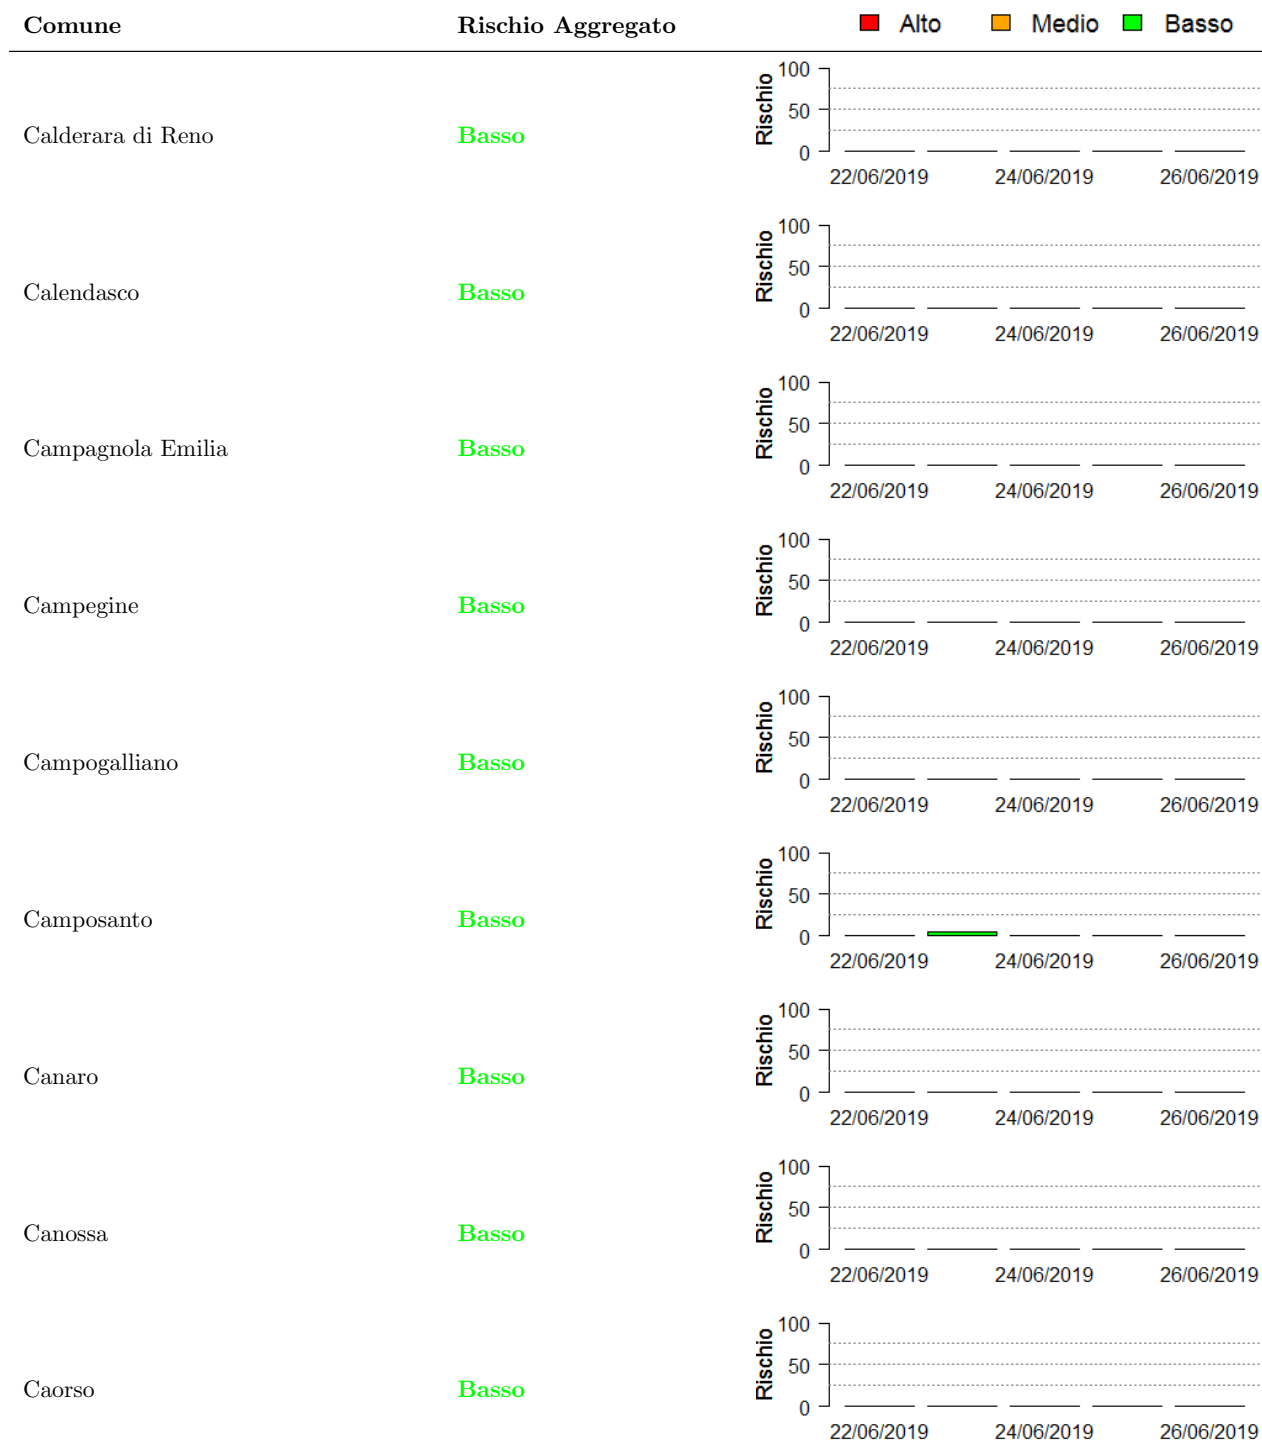 Comune Rischio Aggregato Alto Medio Basso
100
Rischio
50
Calderara di Reno Basso
0
22/06/2019 24/06/2019 26/06/2019
100
Rischio
50
Calendasco Basso
0
22/06/2019 24/06/2019 26/06/2019
100
Rischio
50
Campagnola Emilia Basso
0
22/06/2019 24/06/2019 26/06/2019
100
Rischio
50
Campegine Basso
0
22/06/2019 24/06/2019 26/06/2019
100
Rischio
50
Campogalliano Basso
0
22/06/2019 24/06/2019 26/06/2019
100
Rischio
50
Camposanto Basso
0
22/06/2019 24/06/2019 26/06/2019
100
Rischio
50
Canaro Basso
0
22/06/2019 24/06/2019 26/06/2019
100
Rischio
50
Canossa Basso
0
22/06/2019 24/06/2019 26/06/2019
100
Rischio
50
Caorso Basso
0
22/06/2019 24/06/2019 26/06/2019